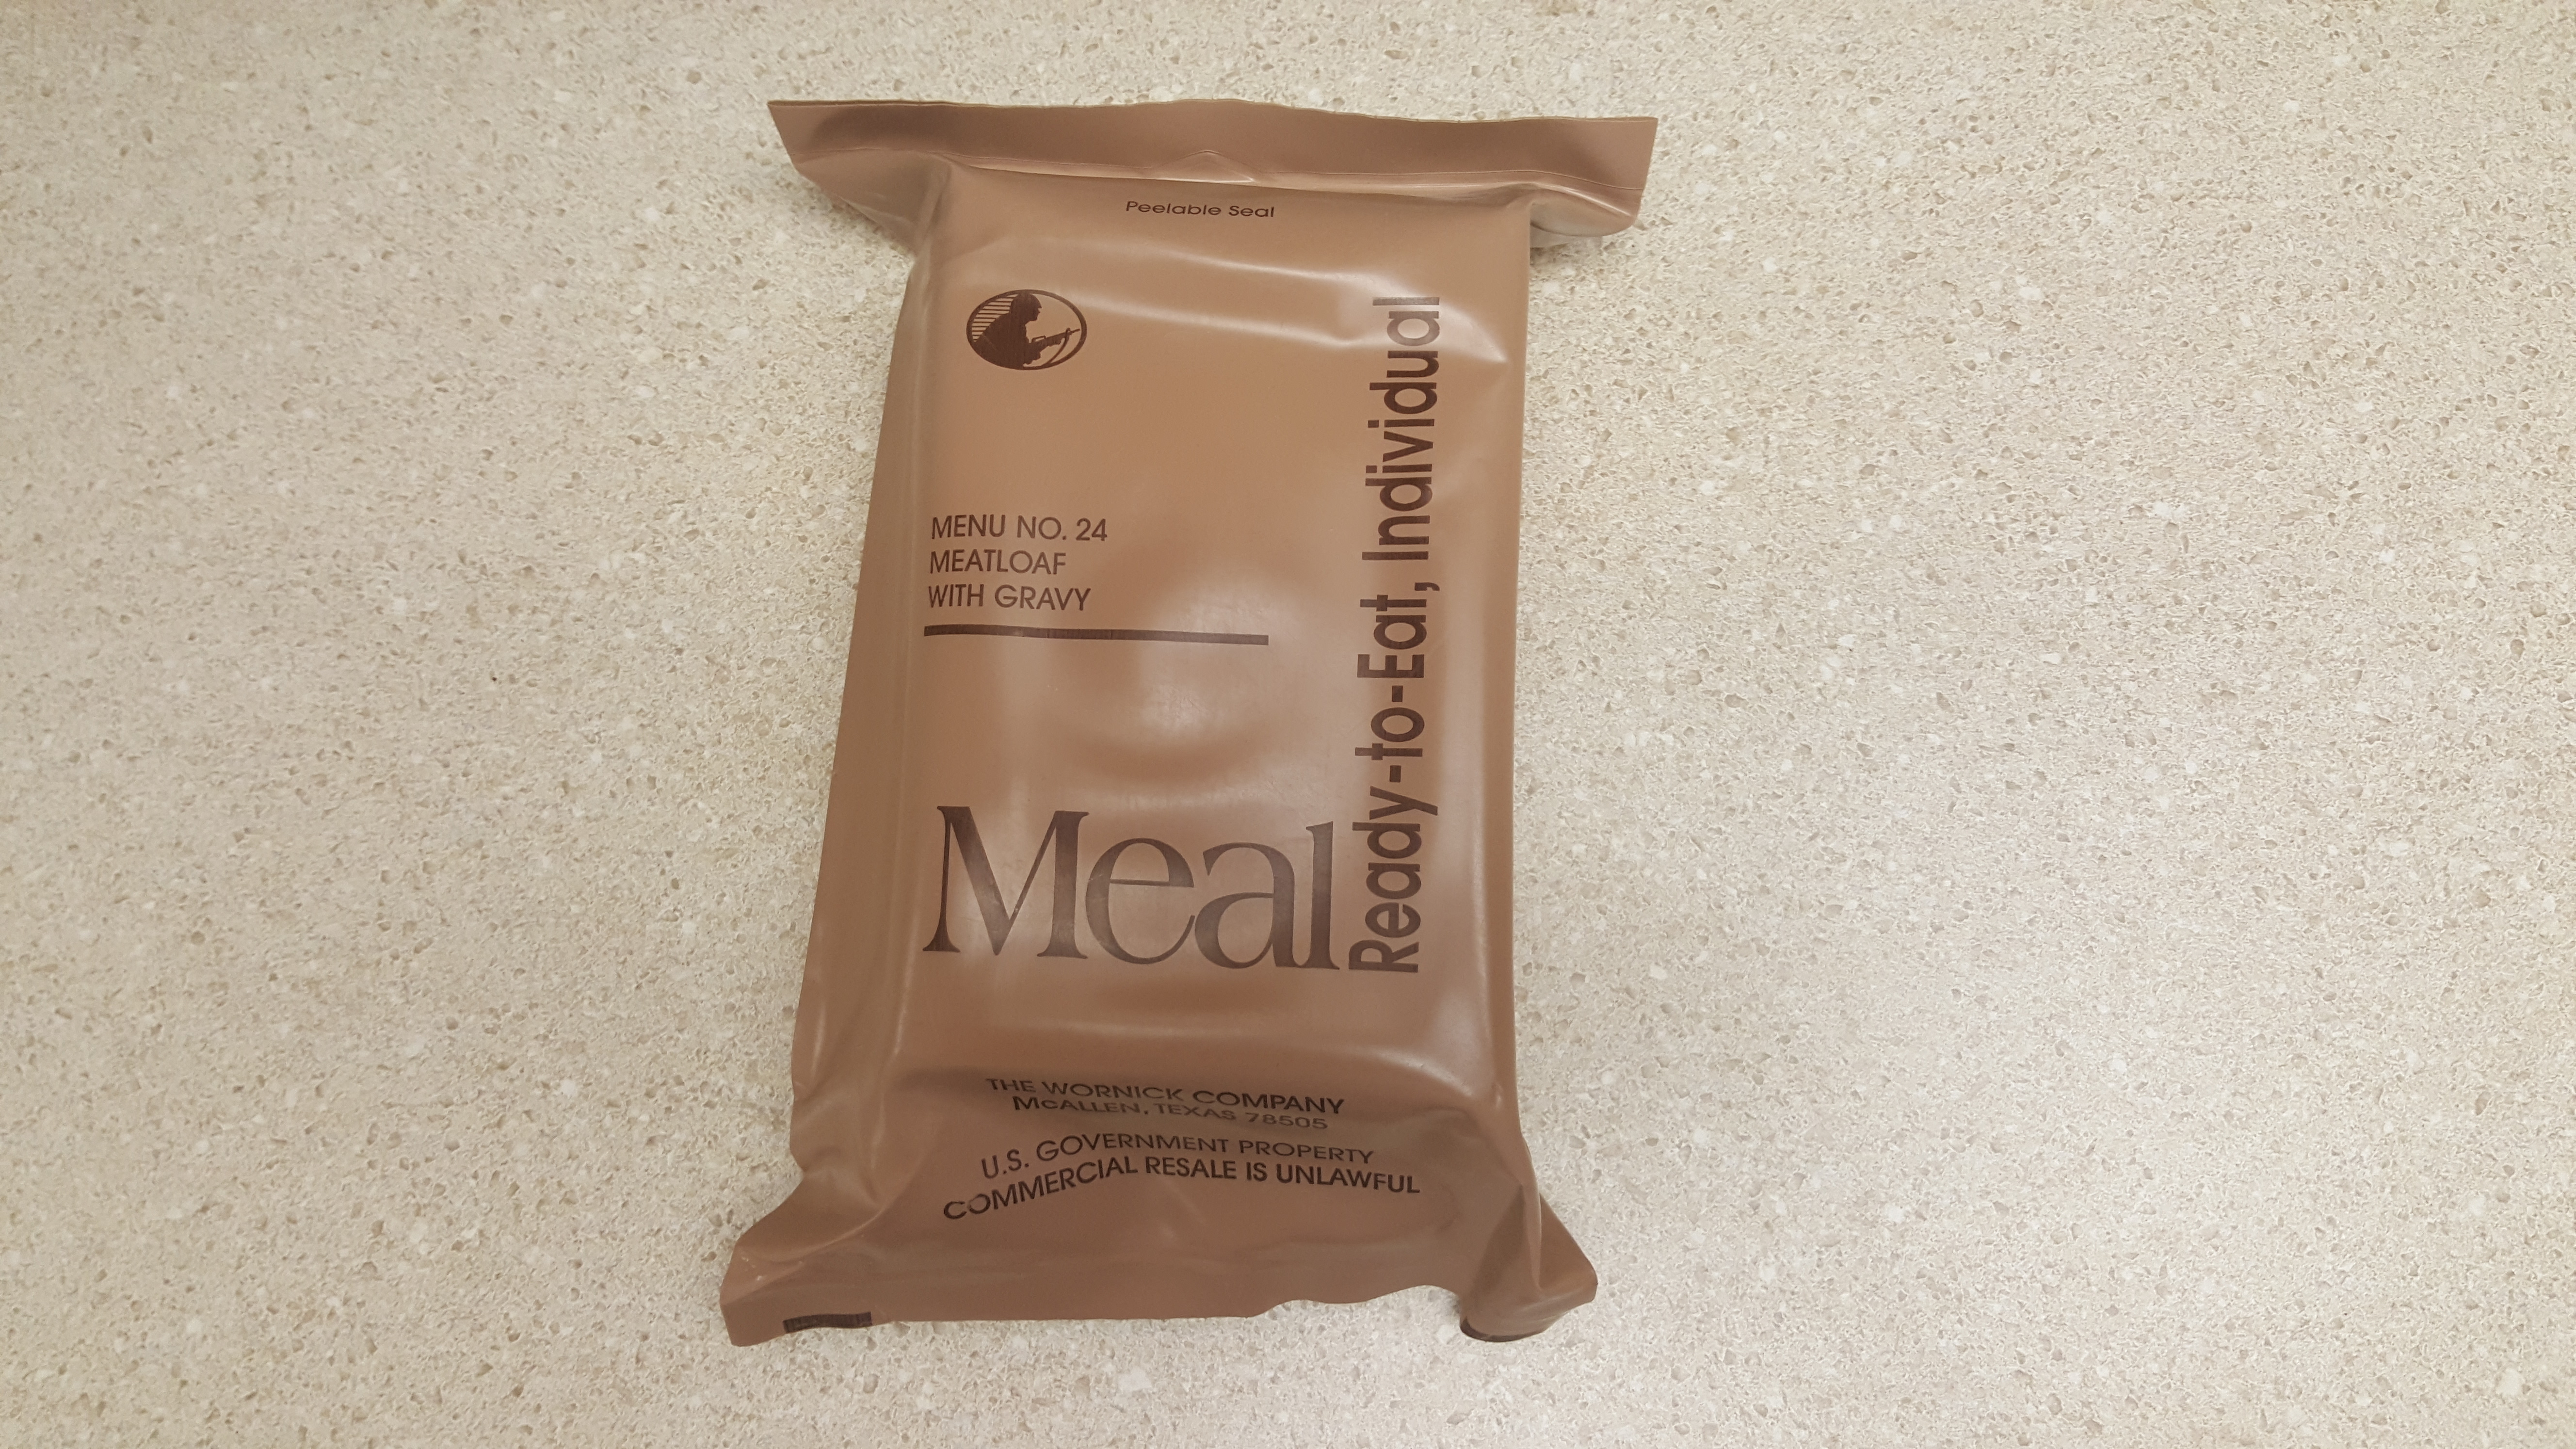 Peelable Seal
MENU NO. 24
MEATLOAF
WITH GRAVY
Meal
Ready-to-Eat, Individual
THE WORNICK COMPANY
McALLEN, TEXAS 78505
U.S. GOVERNMENT PROPERTY
COMMERCIAL RESALE IS UNLAWFUL